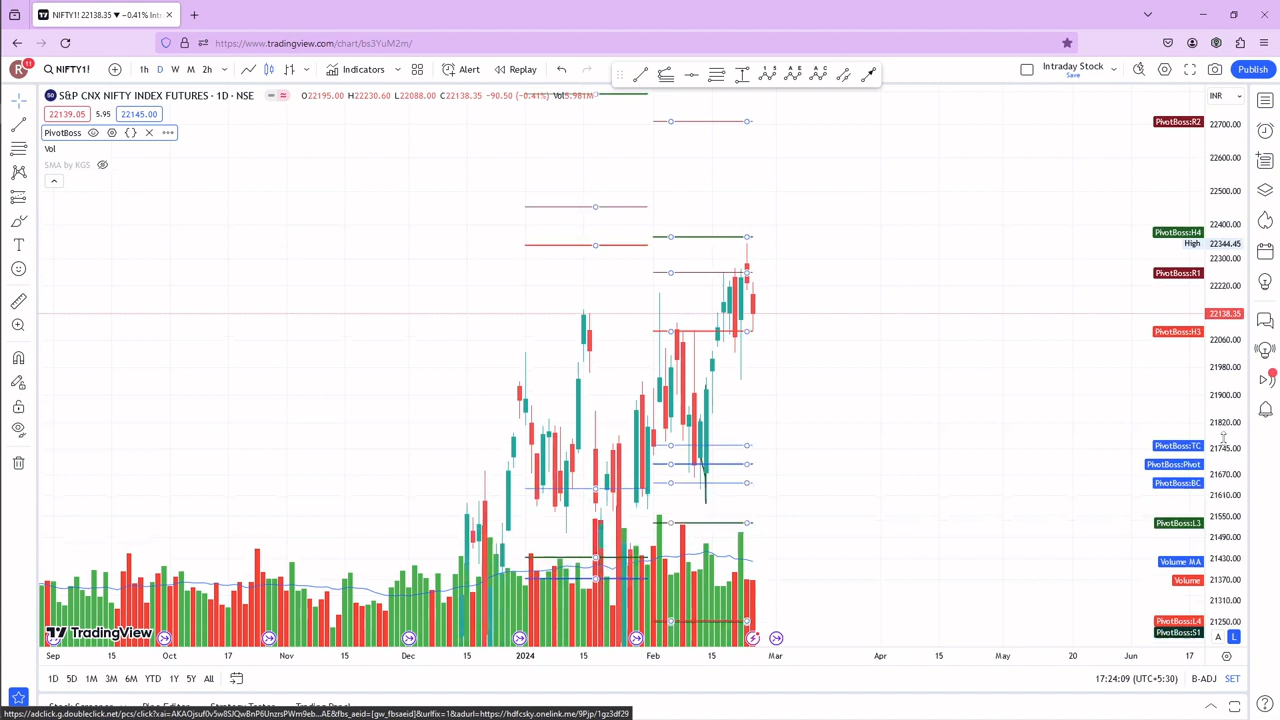 NIFTY1! 22138.35 ▼ −0.41% Int
https://www.tradingview.com/chart/bs3YuM2m/
R 11 NIFTY1! 1h D W M 2h Indicators Alert Replay Intraday Stock Save Publish
S&P CNX NIFTY INDEX FUTURES · 1D · NSE O22195.00 H22230.60 L22088.00 C22138.35 −90.50 (−0.41%) Vol5.981M INR
22139.05 5.95 22145.00
PivotBoss
Vol
SMA by KGS
PivotBoss:R2 22700.00
22600.00
22500.00
22400.00
PivotBoss:H4
High 22344.45
22300.00
PivotBoss:R1
22220.00
22138.35
PivotBoss:H3
22060.00
21980.00
21900.00
21820.00
PivotBoss:TC 21745.00
PivotBoss:Pivot
21670.00
PivotBoss:BC
21610.00
21550.00
PivotBoss:L3
21490.00
21430.00
Volume MA
Volume 21370.00
21310.00
PivotBoss:L4 21250.00
PivotBoss:S1 A L
TradingView
Sep 15 Oct 17 Nov 15 Dec 2024 15 Feb 15 Mar Apr 15 May 20 Jun 17
1D 5D 1M 3M 6M YTD 1Y 5Y All 17:24:09 (UTC+5:30) B-ADJ SET